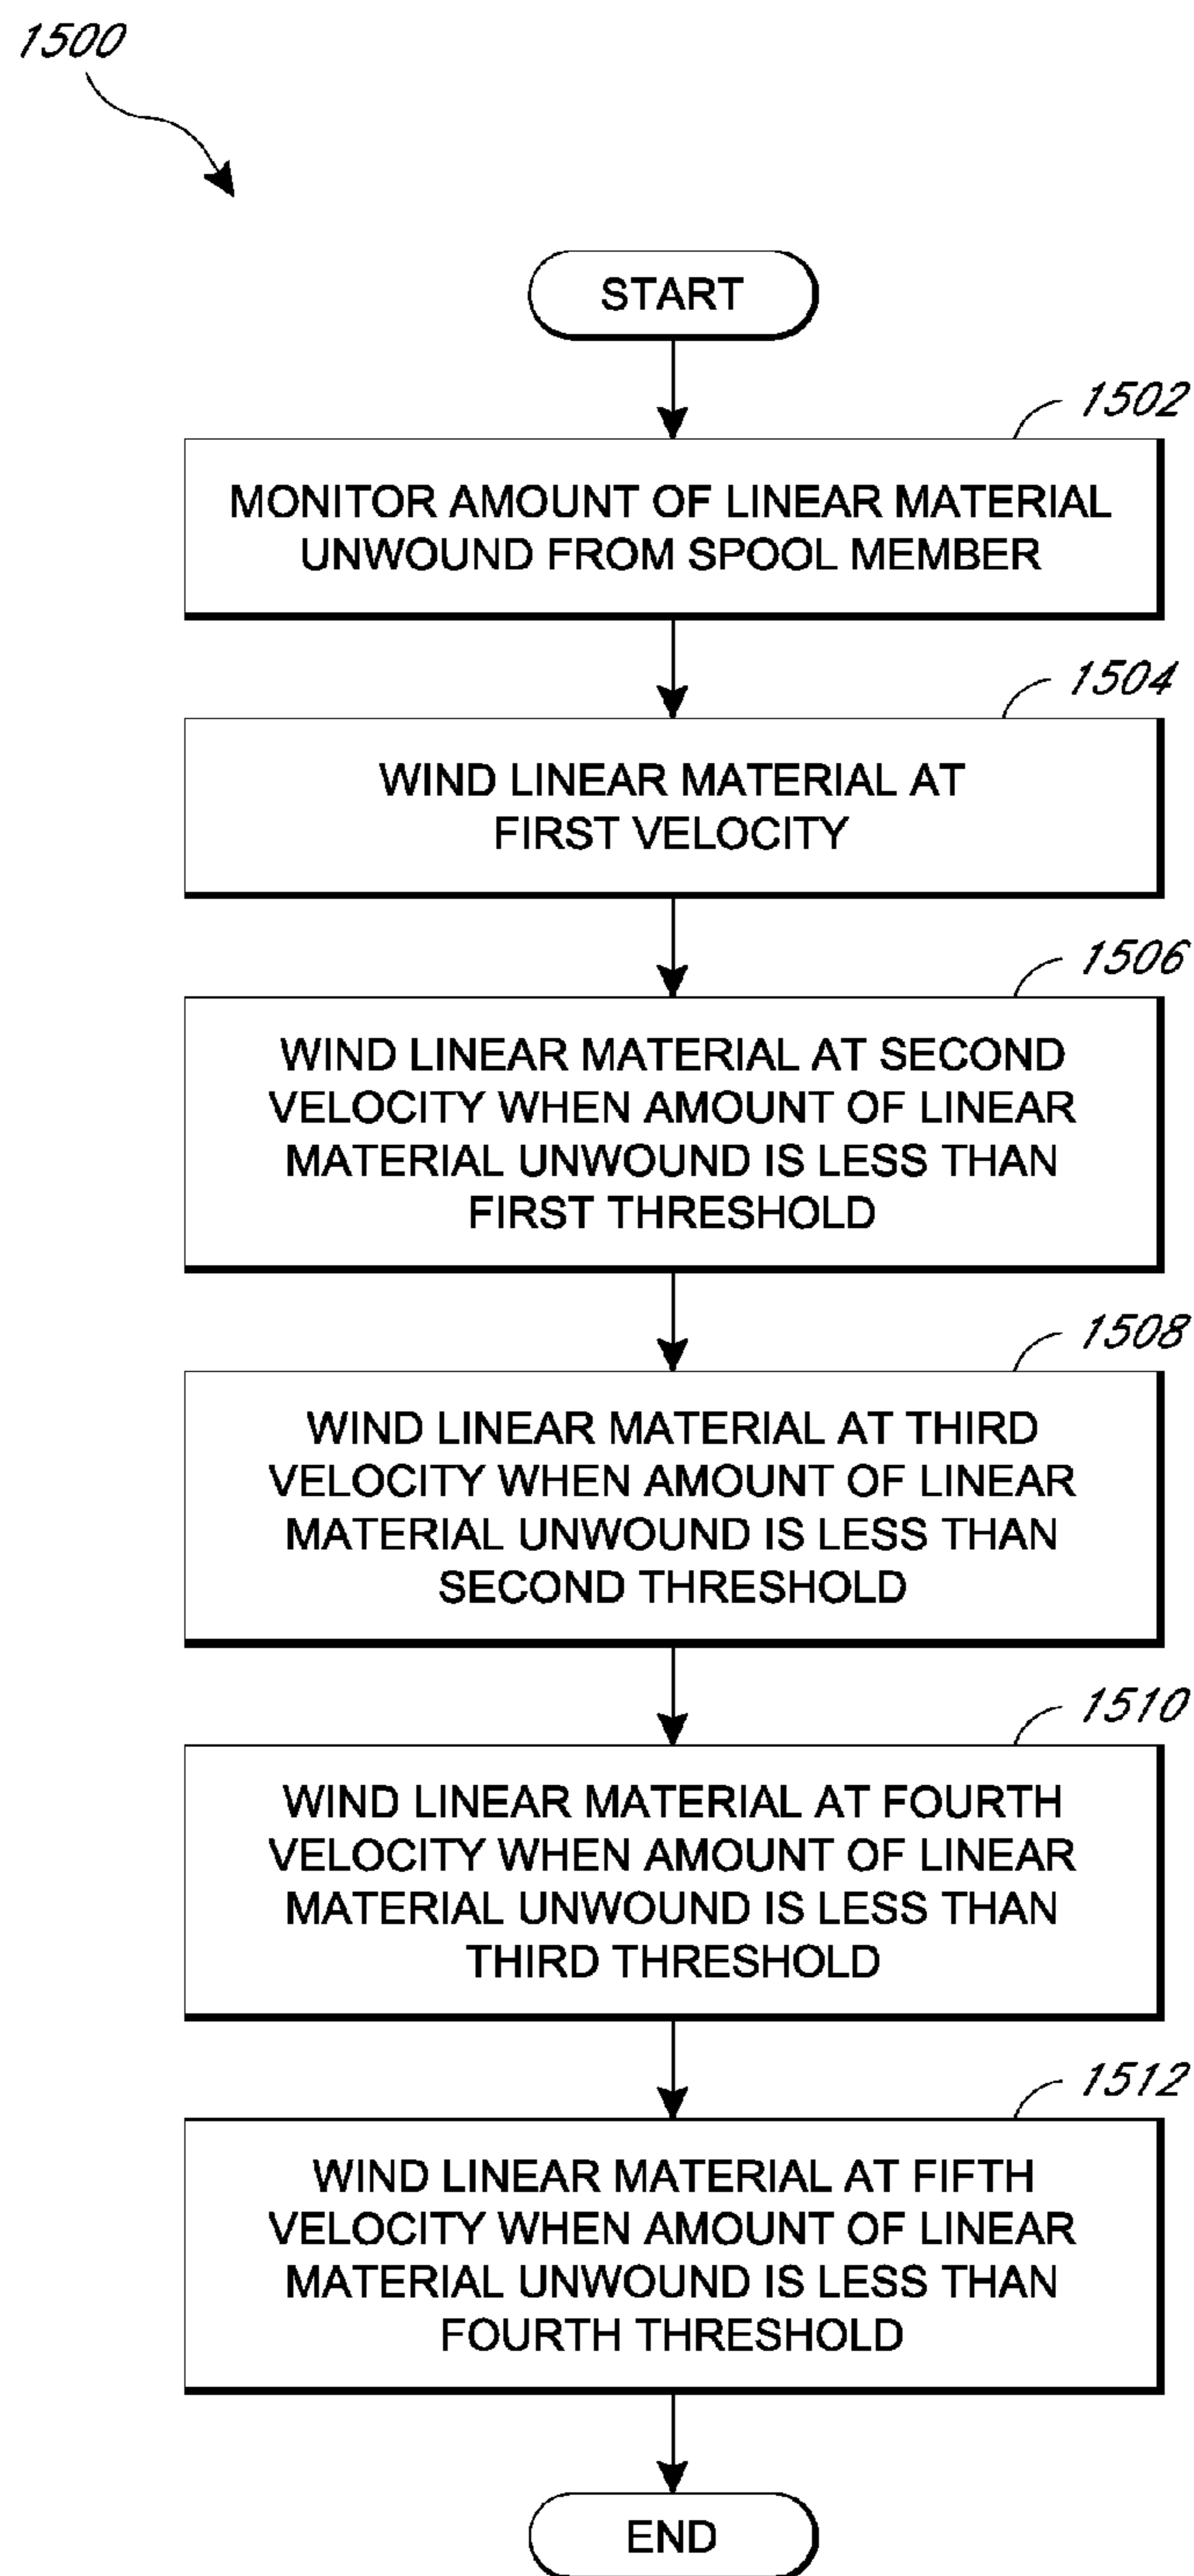 1500
START
1502
MONITOR AMOUNT OF LINEAR MATERIAL
UNWOUND FROM SPOOL MEMBER
1504
WIND LINEAR MATERIAL AT
FIRST VELOCITY
1506
WIND LINEAR MATERIAL AT SECOND
VELOCITY WHEN AMOUNT OF LINEAR
MATERIAL UNWOUND IS LESS THAN
FIRST THRESHOLD
1508
WIND LINEAR MATERIAL AT THIRD
VELOCITY WHEN AMOUNT OF LINEAR
MATERIAL UNWOUND IS LESS THAN
SECOND THRESHOLD
1510
WIND LINEAR MATERIAL AT FOURTH
VELOCITY WHEN AMOUNT OF LINEAR
MATERIAL UNWOUND IS LESS THAN
THIRD THRESHOLD
1512
WIND LINEAR MATERIAL AT FIFTH
VELOCITY WHEN AMOUNT OF LINEAR
MATERIAL UNWOUND IS LESS THAN
FOURTH THRESHOLD
END